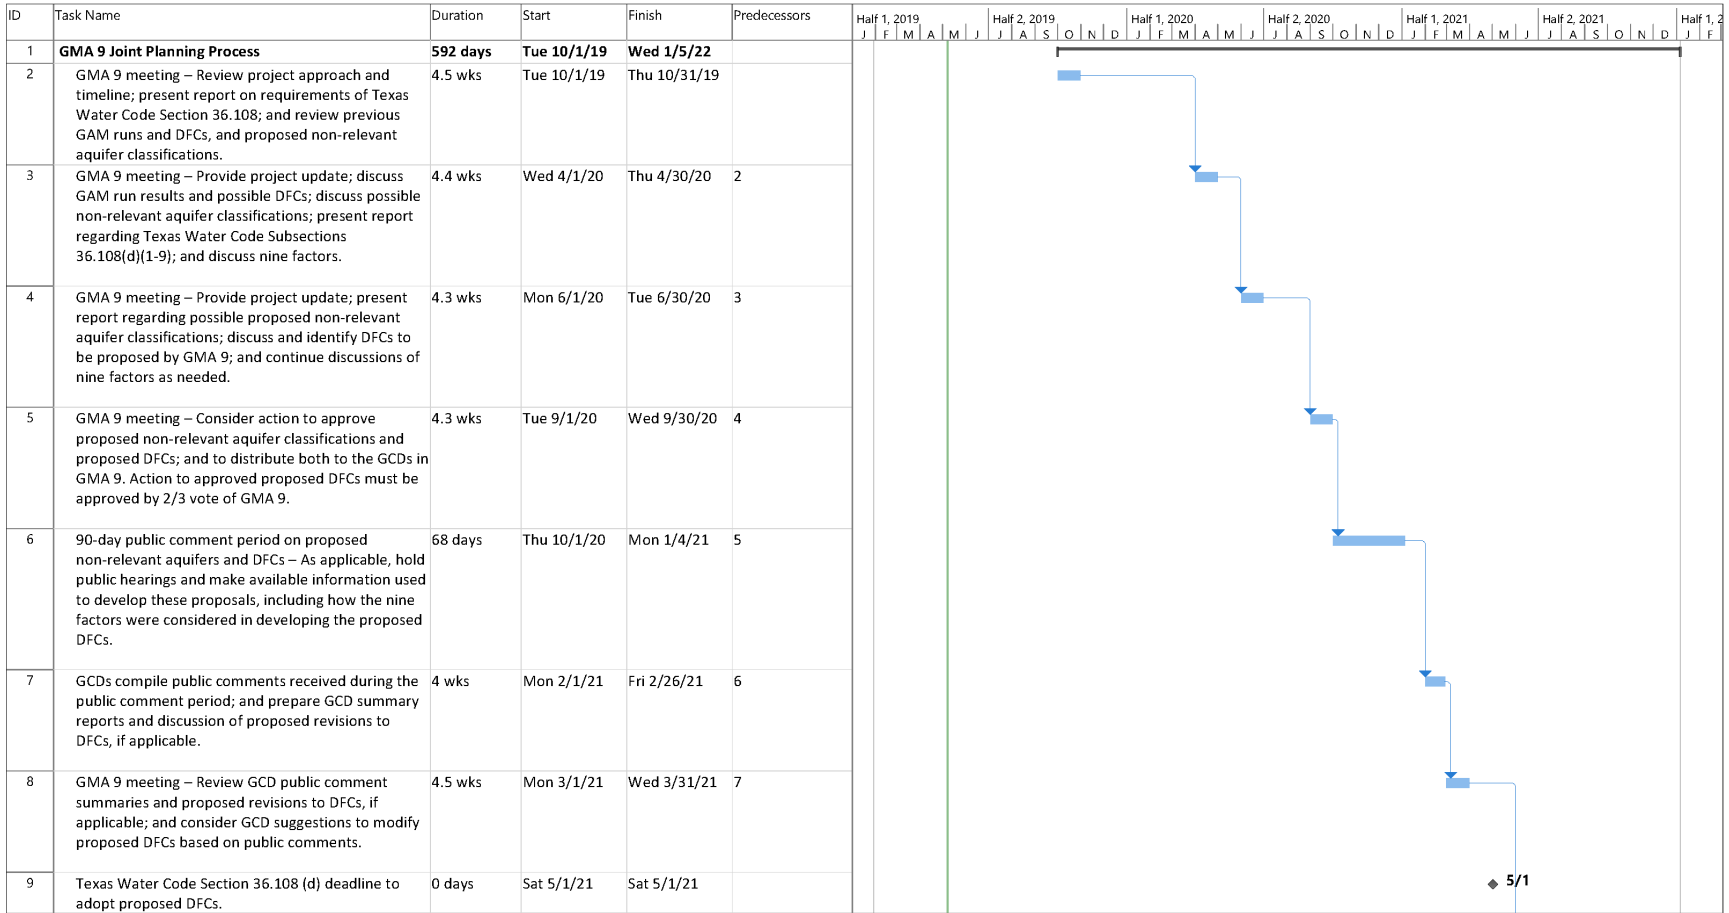 ID Task Name Duration Start Finish Predecessors Half 1, 2019 Half 2, 2019 Half 1, 2020 Half 2, 2020 Half 1, 2021 Half 2, 2021 Half 1, 2
J F M A M J J A S O N D J F M A M J J A S O N D J F M A M J J A S O N D J F
1 GMA 9 Joint Planning Process 592 days Tue 10/1/19 Wed 1/5/22
2 GMA 9 meeting – Review project approach and 4.5 wks Tue 10/1/19 Thu 10/31/19
timeline; present report on requirements of Texas
Water Code Section 36.108; and review previous
GAM runs and DFCs, and proposed non-relevant
aquifer classifications.
3 GMA 9 meeting – Provide project update; discuss 4.4 wks Wed 4/1/20 Thu 4/30/20 2
GAM run results and possible DFCs; discuss possible
non-relevant aquifer classifications; present report
regarding Texas Water Code Subsections
36.108(d)(1-9); and discuss nine factors.
4 GMA 9 meeting – Provide project update; present 4.3 wks Mon 6/1/20 Tue 6/30/20 3
report regarding possible proposed non-relevant
aquifer classifications; discuss and identify DFCs to
be proposed by GMA 9; and continue discussions of
nine factors as needed.
5 GMA 9 meeting – Consider action to approve 4.3 wks Tue 9/1/20 Wed 9/30/20 4
proposed non-relevant aquifer classifications and
proposed DFCs; and to distribute both to the GCDs in
GMA 9. Action to approved proposed DFCs must be
approved by 2/3 vote of GMA 9.
6 90-day public comment period on proposed 68 days Thu 10/1/20 Mon 1/4/21 5
non-relevant aquifers and DFCs – As applicable, hold
public hearings and make available information used
to develop these proposals, including how the nine
factors were considered in developing the proposed
DFCs.
7 GCDs compile public comments received during the 4 wks Mon 2/1/21 Fri 2/26/21 6
public comment period; and prepare GCD summary
reports and discussion of proposed revisions to
DFCs, if applicable.
8 GMA 9 meeting – Review GCD public comment 4.5 wks Mon 3/1/21 Wed 3/31/21 7
summaries and proposed revisions to DFCs, if
applicable; and consider GCD suggestions to modify
proposed DFCs based on public comments.
9 Texas Water Code Section 36.108 (d) deadline to 0 days Sat 5/1/21 Sat 5/1/21 5/1
adopt proposed DFCs.